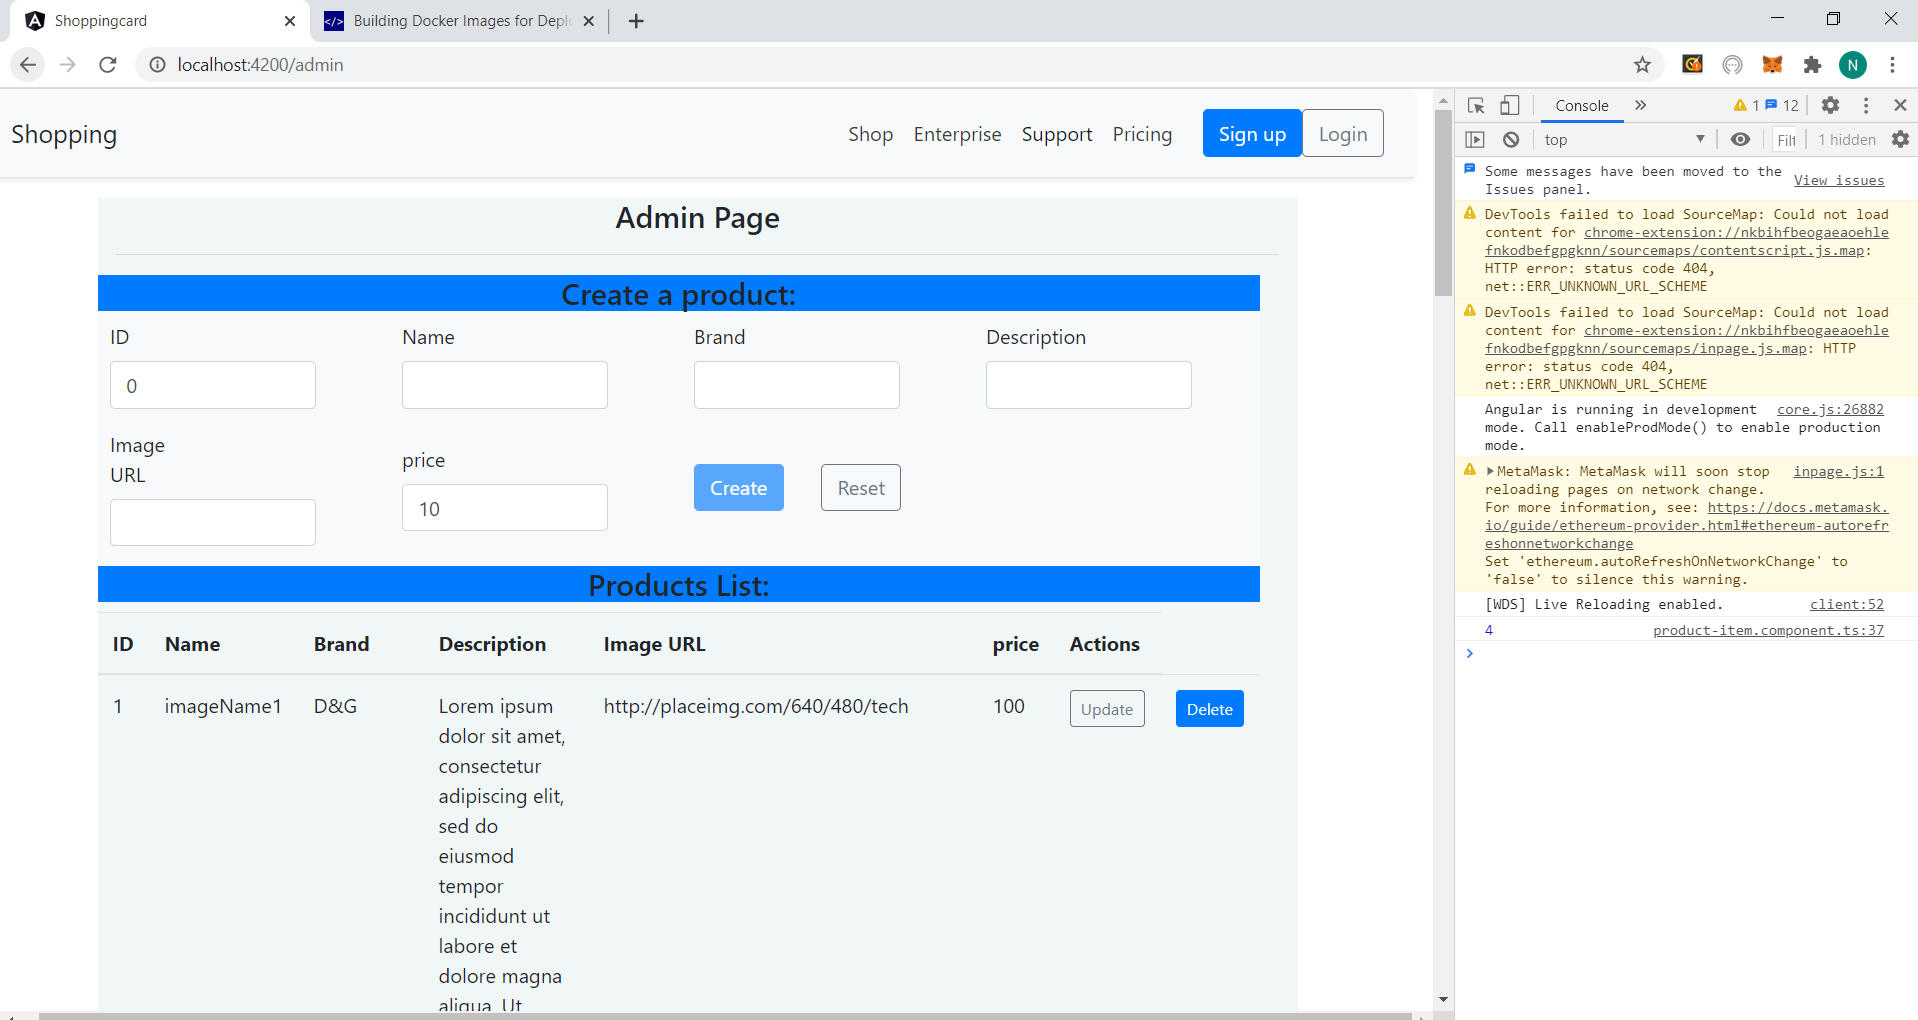 Shoppingcard
Building Docker Images for Deplo
localhost:4200/admin
N
Shopping
Shop Enterprise Support Pricing Sign up Login
Admin Page
Create a product:
ID Name Brand Description
0
Image
URL
price
10
Create Reset
Products List:
ID Name Brand Description Image URL price Actions
1 imageName1 D&G Lorem ipsum http://placeimg.com/640/480/tech 100 Update Delete
dolor sit amet,
consectetur
adipiscing elit,
sed do
eiusmod
tempor
incididunt ut
labore et
dolore magna
aliqua. Ut
Console » 1 12
top Filt 1 hidden
Some messages have been moved to the View issues
Issues panel.
DevTools failed to load SourceMap: Could not load
content for chrome-extension://nkbihfbeogaeaoehle
fnkodbefgpgknn/sourcemaps/contentscript.js.map:
HTTP error: status code 404,
net::ERR_UNKNOWN_URL_SCHEME
DevTools failed to load SourceMap: Could not load
content for chrome-extension://nkbihfbeogaeaoehle
fnkodbefgpgknn/sourcemaps/inpage.js.map: HTTP
error: status code 404,
net::ERR_UNKNOWN_URL_SCHEME
Angular is running in development core.js:26882
mode. Call enableProdMode() to enable production
mode.
MetaMask: MetaMask will soon stop inpage.js:1
reloading pages on network change.
For more information, see: https://docs.metamask.
io/guide/ethereum-provider.html#ethereum-autorefr
eshonnetworkchange
Set 'ethereum.autoRefreshOnNetworkChange' to
'false' to silence this warning.
[WDS] Live Reloading enabled. client:52
4 product-item.component.ts:37